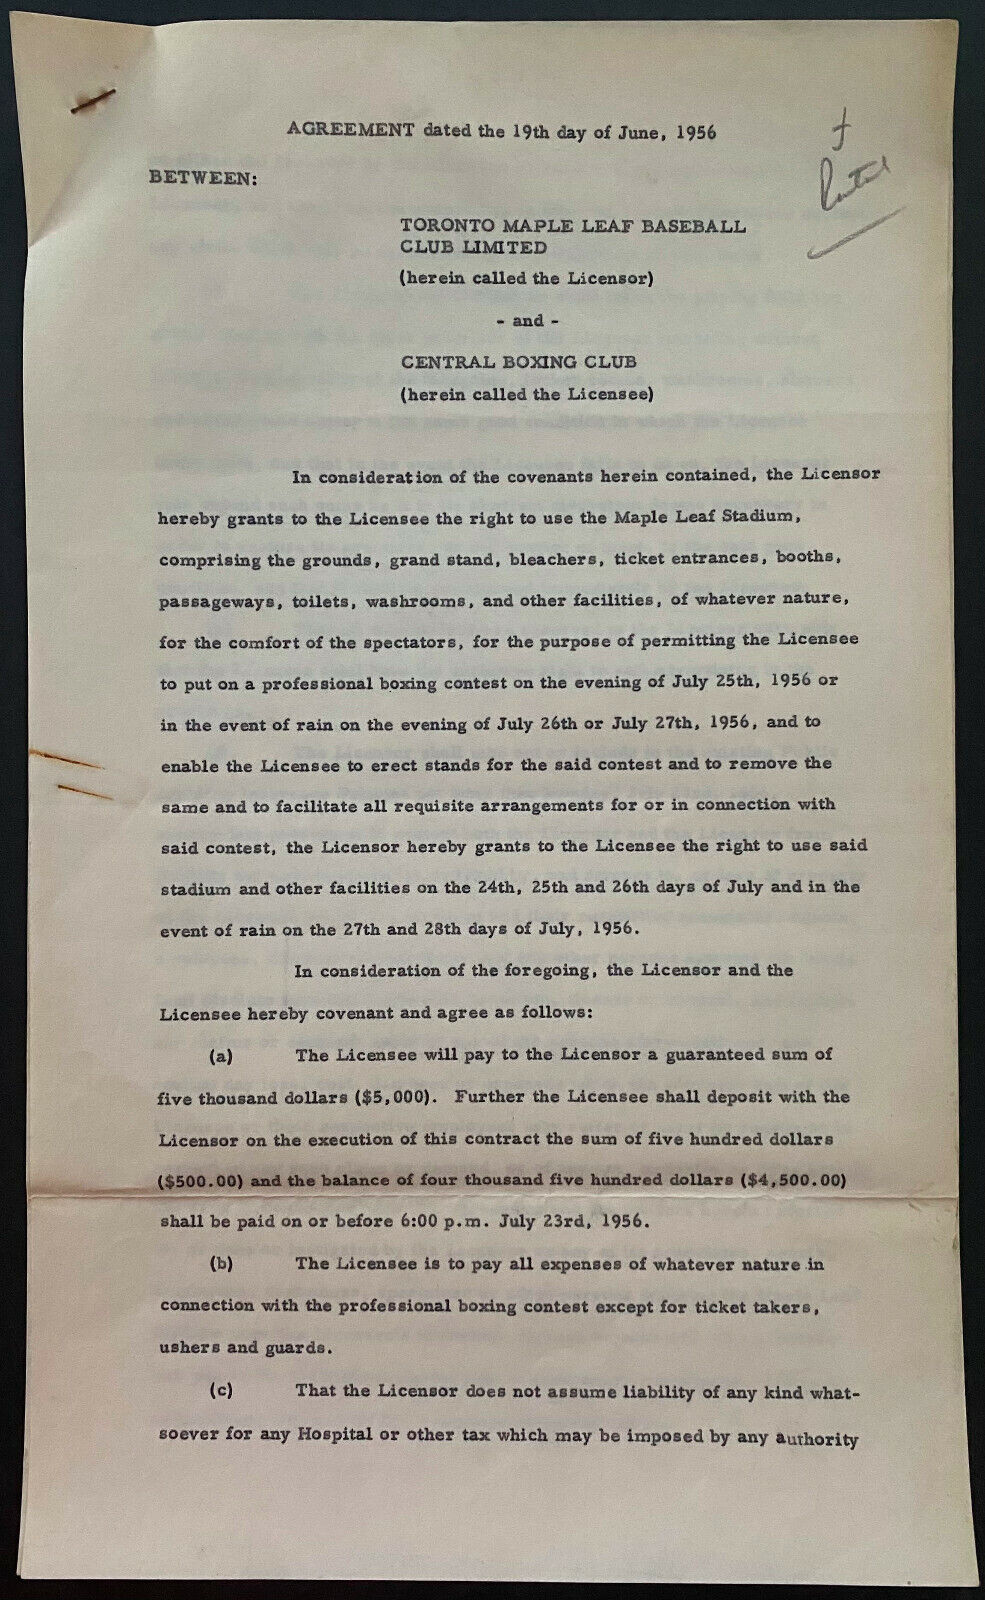 AGREEMENT dated the 19th day of June, 1956
BETWEEN:
TORONTO MAPLE LEAF BASEBALL
CLUB LIMITED
(herein called the Licensor)
- and -
CENTRAL BOXING CLUB
(herein called the Licensee)
In consideration of the covenants herein contained, the Licensor
hereby grants to the Licensee the right to use the Maple Leaf Stadium,
comprising the grounds, grand stand, bleachers, ticket entrances, booths,
passageways, toilets, washrooms, and other facilities, of whatever nature,
for the comfort of the spectators, for the purpose of permitting the Licensee
to put on a professional boxing contest on the evening of July 25th, 1956 or
in the event of rain on the evening of July 26th or July 27th, 1956, and to
enable the Licensee to erect stands for the said contest and to remove the
same and to facilitate all requisite arrangements for or in connection with
said contest, the Licensor hereby grants to the Licensee the right to use said
stadium and other facilities on the 24th, 25th and 26th days of July and in the
event of rain on the 27th and 28th days of July, 1956.
In consideration of the foregoing, the Licensor and the
Licensee hereby covenant and agree as follows:
(a) The Licensee will pay to the Licensor a guaranteed sum of
five thousand dollars ($5,000). Further the Licensee shall deposit with the
Licensor on the execution of this contract the sum of five hundred dollars
($500.00) and the balance of four thousand five hundred dollars ($4,500.00)
shall be paid on or before 6:00 p.m. July 23rd, 1956.
(b) The Licensee is to pay all expenses of whatever nature in
connection with the professional boxing contest except for ticket takers,
ushers and guards.
(c) That the Licensor does not assume liability of any kind what-
soever for any Hospital or other tax which may be imposed by any authority